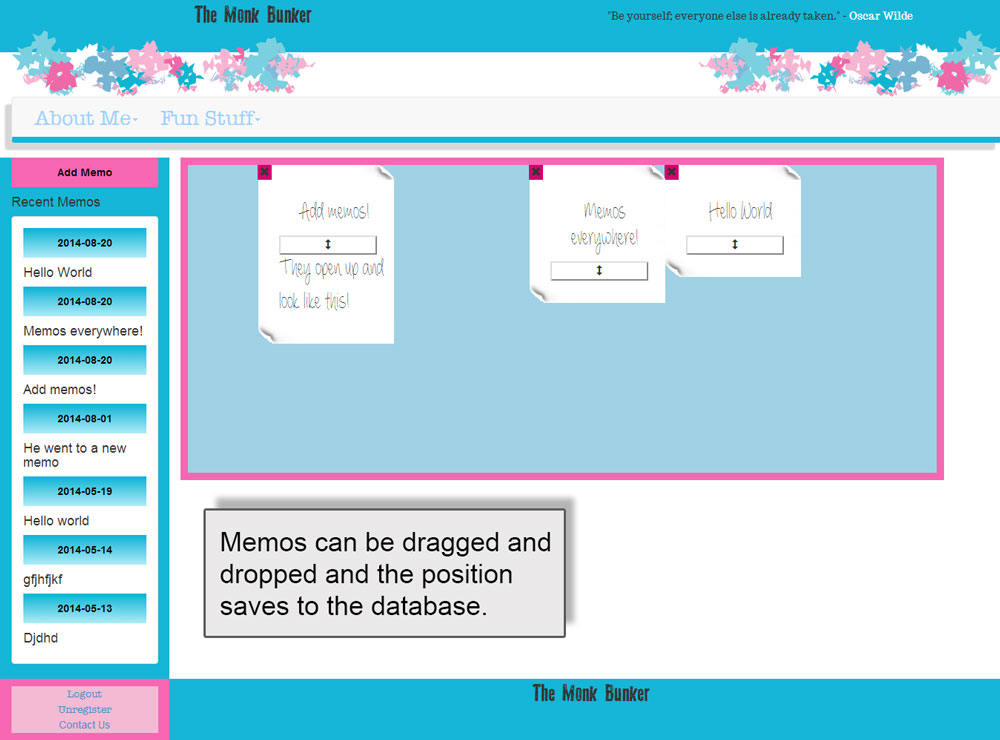 The Monk Bunker
"Be yourself; everyone else is already taken." - Oscar Wilde
About Me
Fun Stuff
Add Memo
Recent Memos
2014-08-20
Hello World
2014-08-20
Memos everywhere!
2014-08-20
Add memos!
2014-08-01
He went to a new
memo
2014-05-19
Hello world
2014-05-14
gfjhfjkf
2014-05-13
Djdhd
Add memos!
They open up and
look like this!
Memos
everywhere!
Hello World
Memos can be dragged and
dropped and the position
saves to the database.
Logout
Unregister
Contact Us
The Monk Bunker